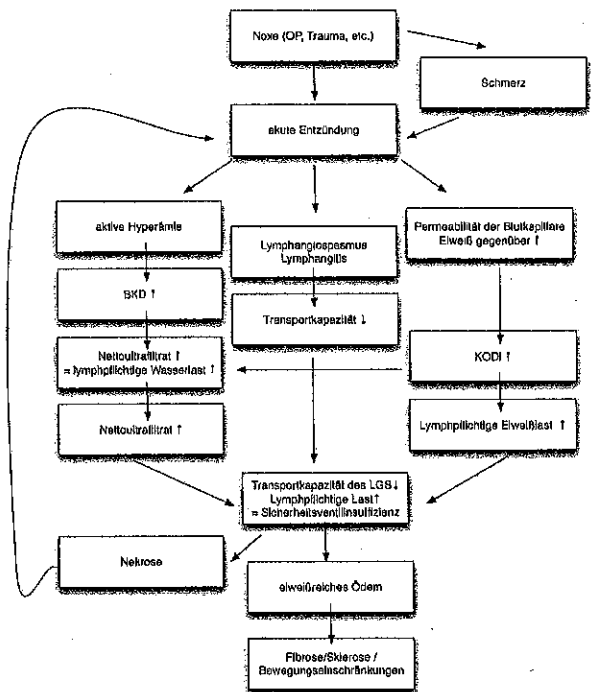 Noxe (OP, Trauma, etc.)
Schmerz
akute Entzündung
aktive Hyperämie
Lymphangiospasmus
Lymphangitis
Permeabilität der Blutkapillare
Eiweiß gegenüber ↑
BKD ↑
Transportkapazität ↓
Nettoultrafiltrat ↑
= lymphpflichtige Wasserlast ↑
KODI ↑
Nettoultrafiltrat ↑
Lymphpflichtige Eiweißlast ↑
Transportkapazität des LGS↓
Lymphpflichtige Last↑
= Sicherheitsventilinsuffizienz
Nekrose
eiweißreiches Ödem
Fibrose/Sklerose /
Bewegungseinschränkungen